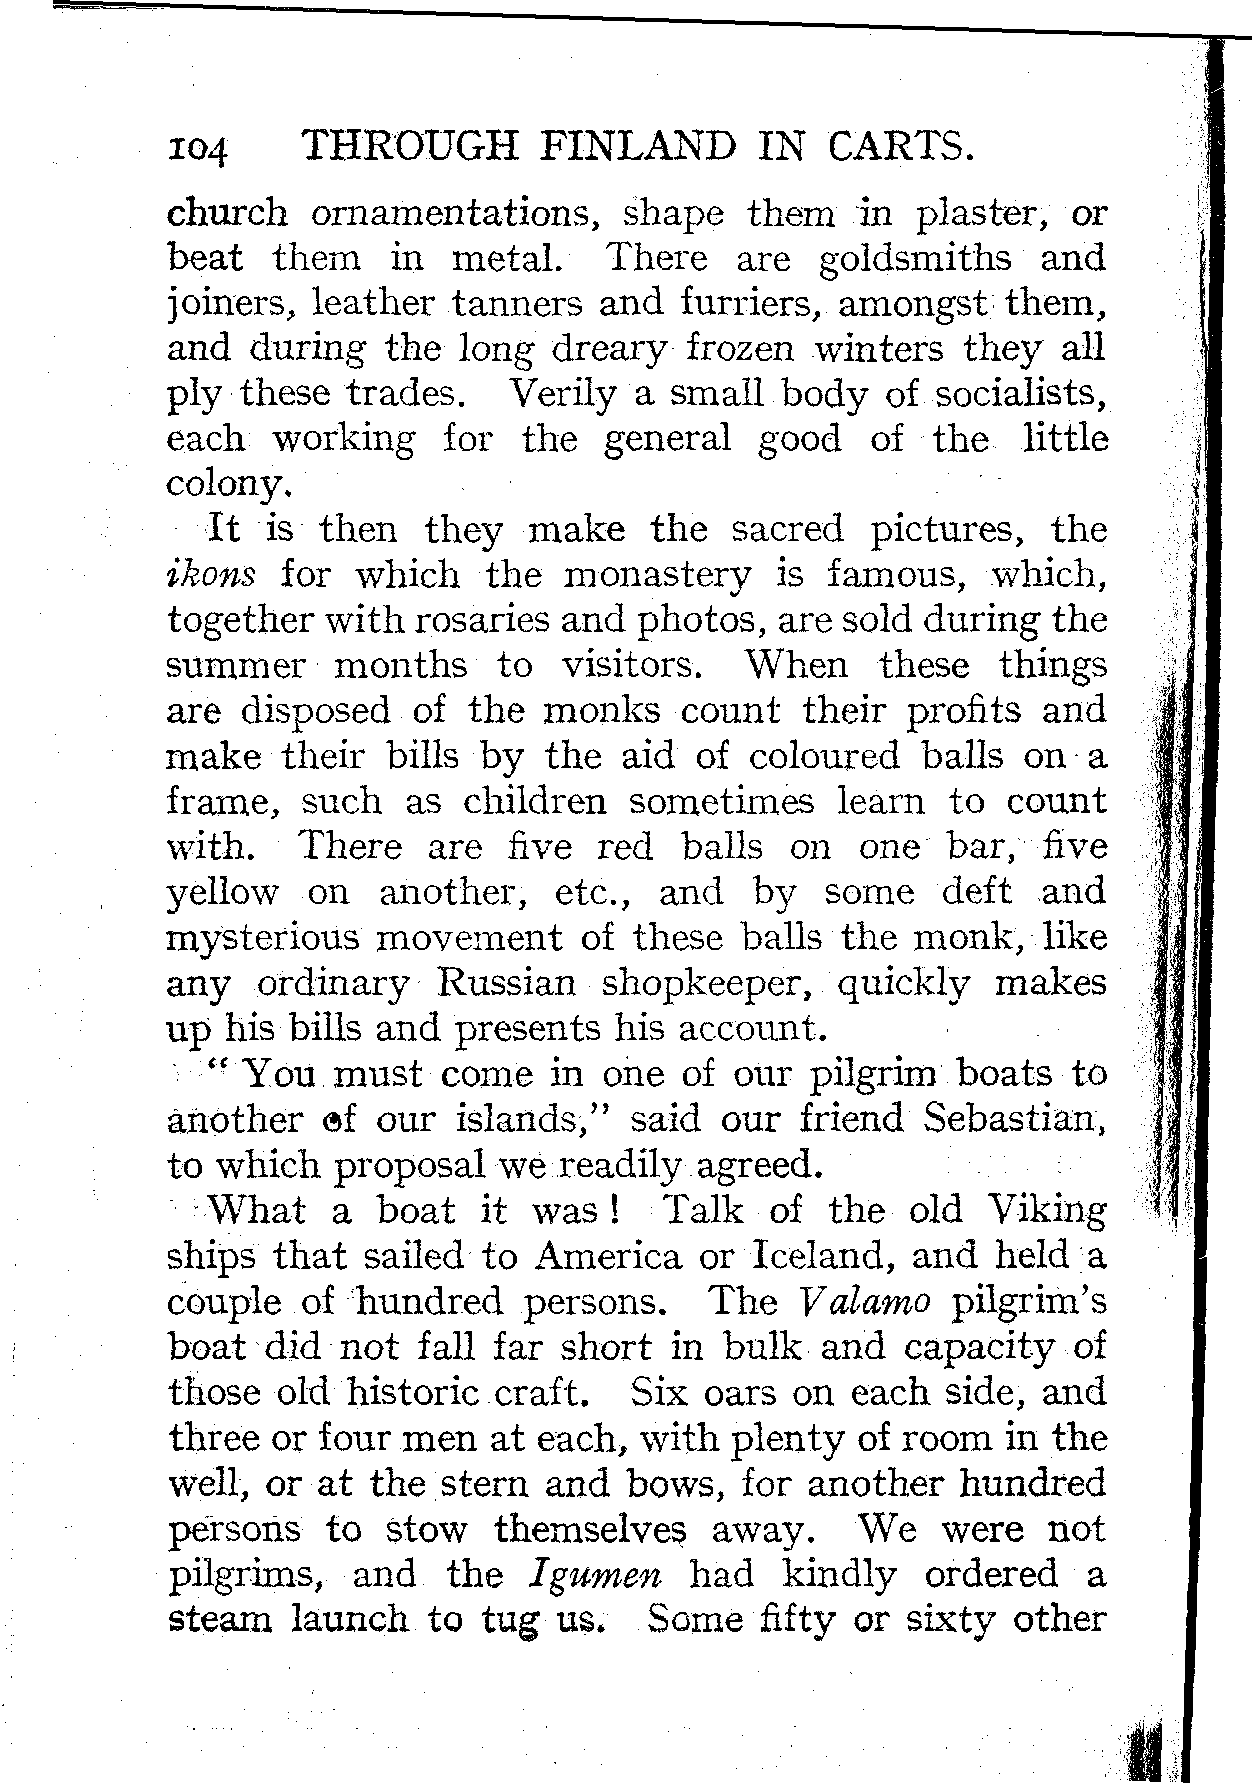 104 THROUGH FINLAND IN CARTS.
church ornamentations, shape them in plaster, or
beat them in metal. There are goldsmiths and
joiners, leather tanners and furriers, amongst them,
and during the long dreary frozen winters they all
ply these trades. Verily a small body of socialists,
each working for the general good of the little
colony.
It is then they make the sacred pictures, the
ikons for which the monastery is famous, which,
together with rosaries and photos, are sold during the
summer months to visitors. When these things
are disposed of the monks count their profits and
make their bills by the aid of coloured balls on a
frame, such as children sometimes learn to count
with. There are five red balls on one bar, five
yellow on another, etc., and by some deft and
mysterious movement of these balls the monk, like
any ordinary Russian shopkeeper, quickly makes
up his bills and presents his account.
“ You must come in one of our pilgrim boats to
another of our islands,” said our friend Sebastian,
to which proposal we readily agreed.
What a boat it was ! Talk of the old Viking
ships that sailed to America or Iceland, and held a
couple of hundred persons. The Valamo pilgrim’s
boat did not fall far short in bulk and capacity of
those old historic craft. Six oars on each side, and
three or four men at each, with plenty of room in the
well, or at the stern and bows, for another hundred
persons to stow themselves away. We were not
pilgrims, and the Igumen had kindly ordered a
steam launch to tug us. Some fifty or sixty other